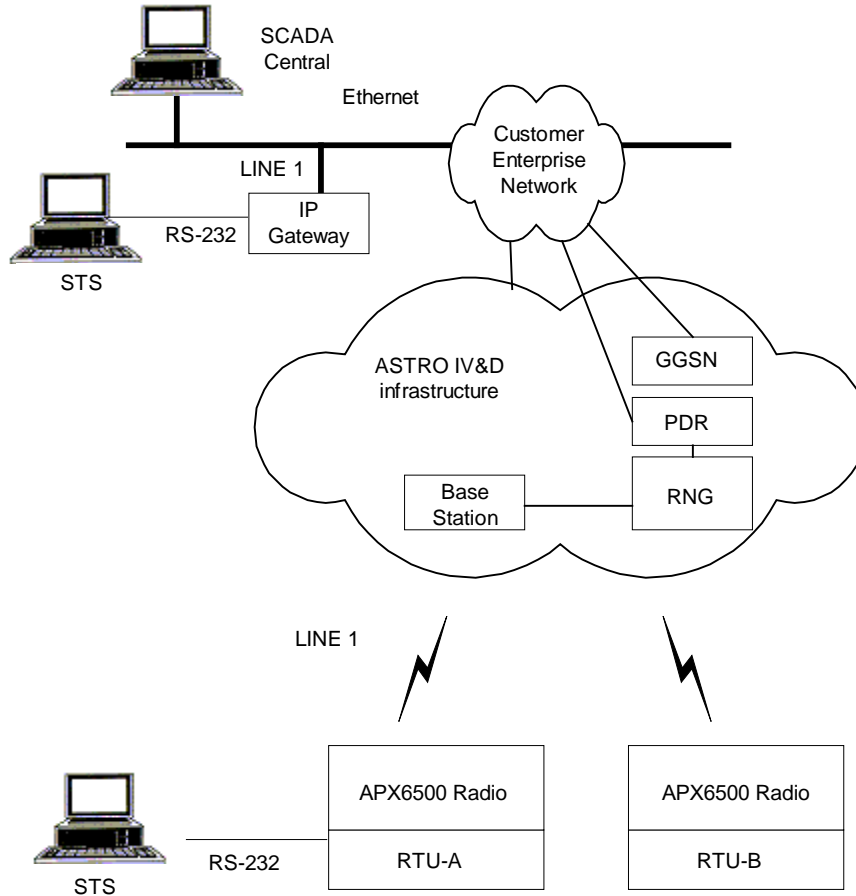 SCADA
Central
Ethernet
Customer
Enterprise
Network
LINE 1
IP
Gateway
RS-232
STS
ASTRO IV&D
infrastructure
GGSN
PDR
RNG
Base
Station
LINE 1
APX6500 Radio
APX6500 Radio
RTU-A
RTU-B
RS-232
STS